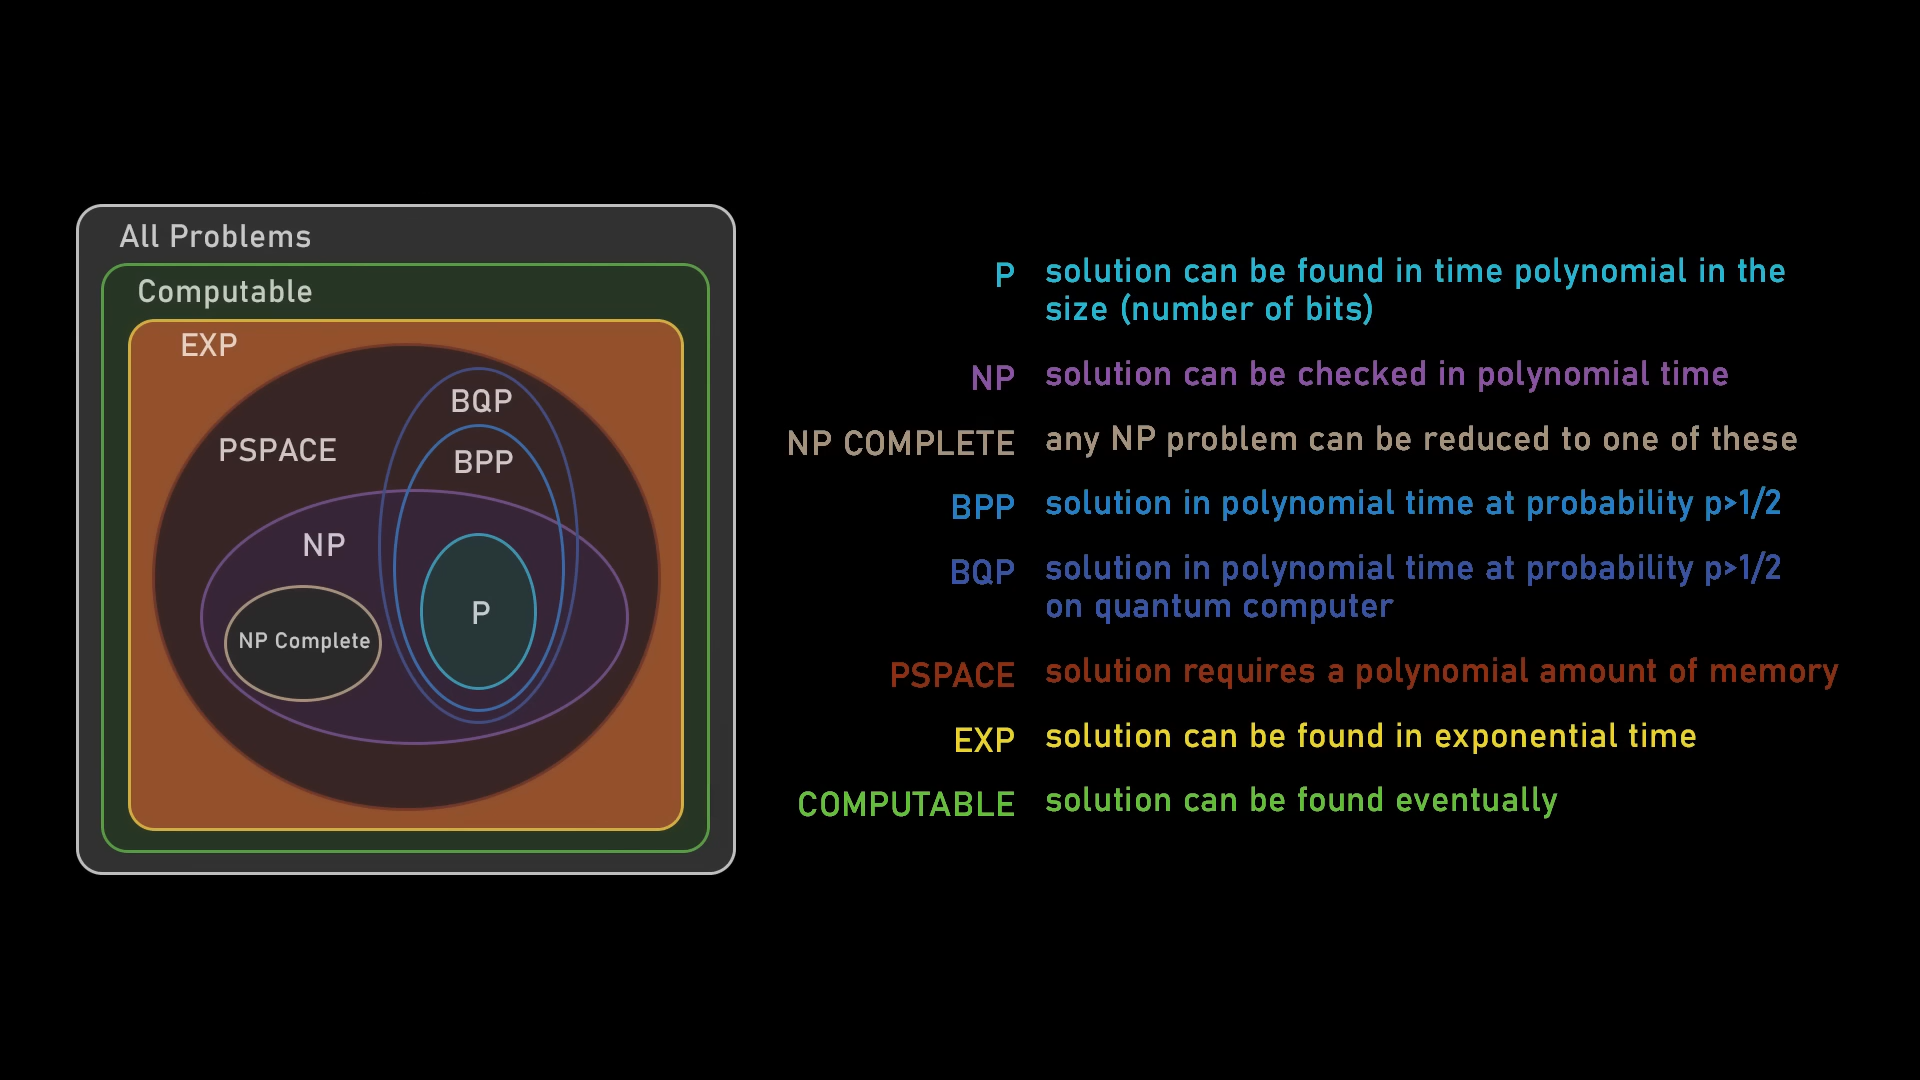 All Problems
Computable
EXP
BQP
PSPACE
BPP
NP
NP Complete
P
P solution can be found in time polynomial in the
size (number of bits)
NP solution can be checked in polynomial time
NP COMPLETE any NP problem can be reduced to one of these
BPP solution in polynomial time at probability p>1/2
BQP solution in polynomial time at probability p>1/2
on quantum computer
PSPACE solution requires a polynomial amount of memory
EXP solution can be found in exponential time
COMPUTABLE solution can be found eventually